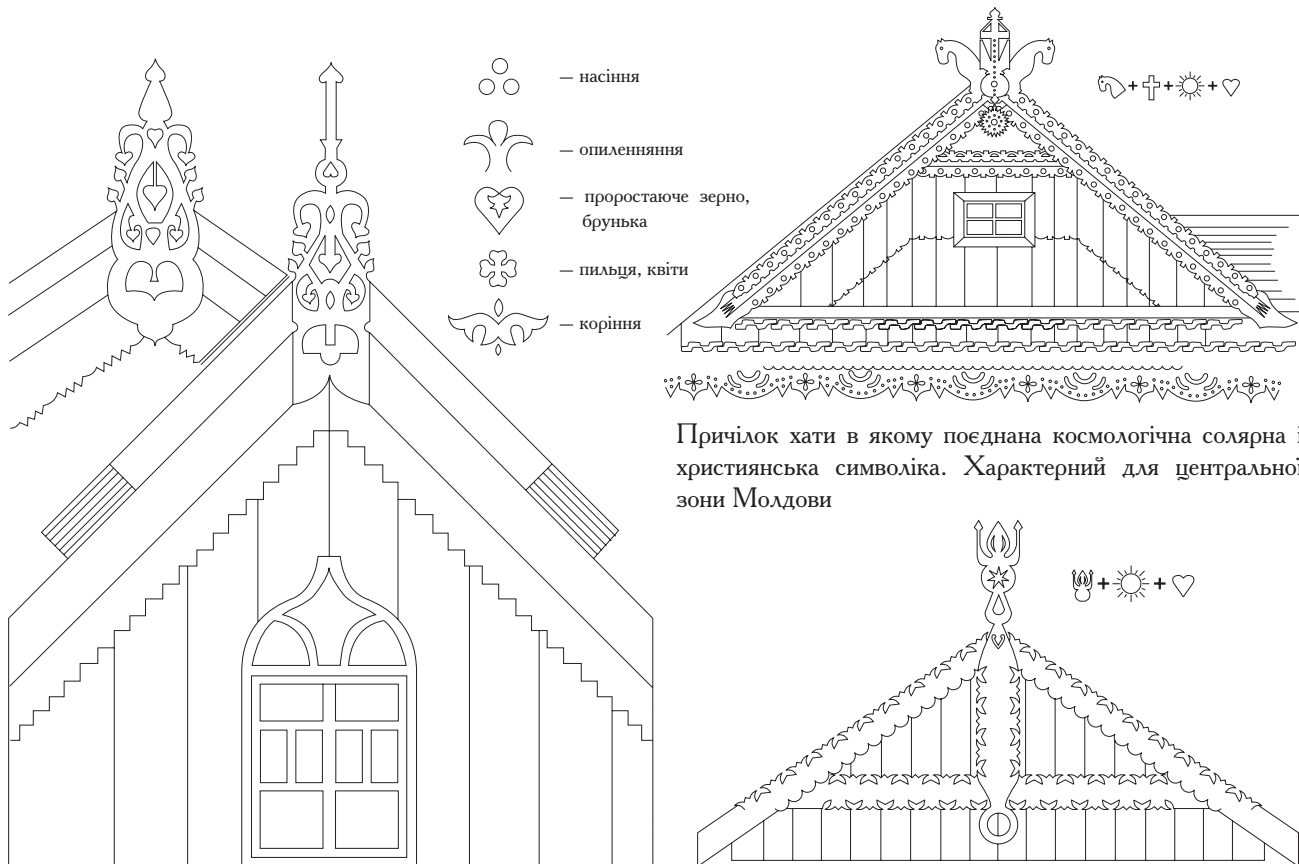 — насіння
— опиленняння
— проростаюче зерно,
брунька
— пильця, квіти
— коріння
Причілок хати в якому поєднана космологічна солярна і
християнська символіка. Характерний для центральної
зони Молдови